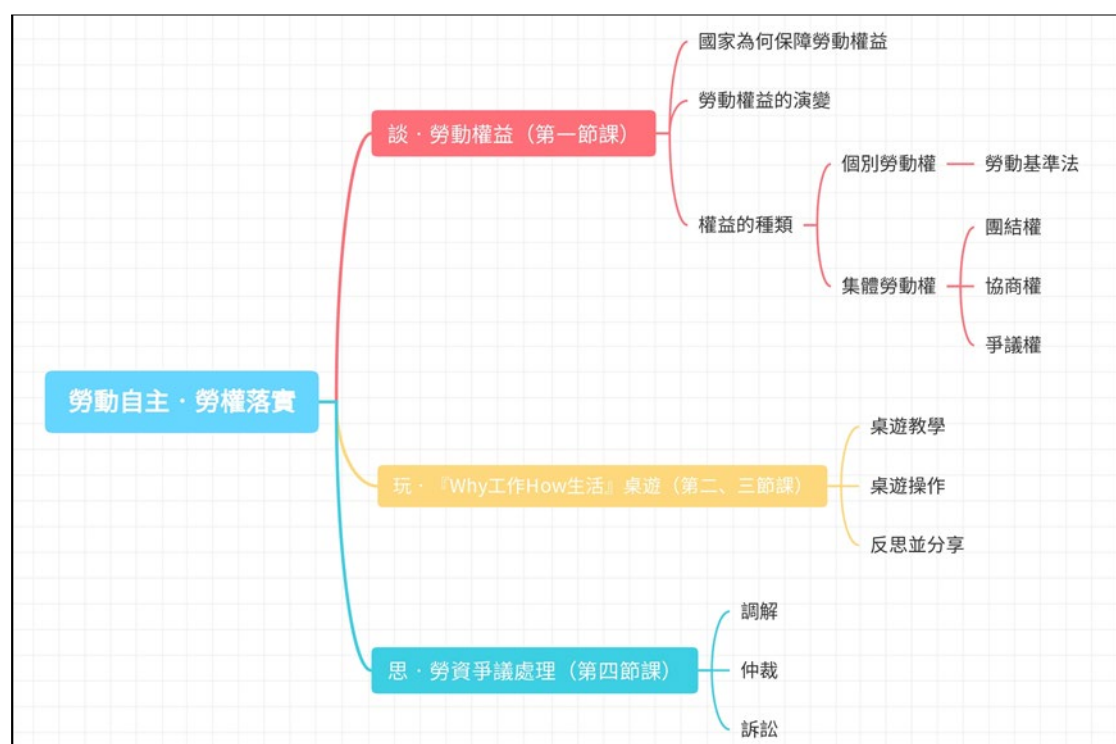 勞動自主．勞權落實
談．勞動權益（第一節課）
國家為何保障勞動權益
勞動權益的演變
權益的種類
個別勞動權
勞動基準法
集體勞動權
團結權
協商權
爭議權
玩．『Why工作How生活』桌遊（第二、三節課）
桌遊教學
桌遊操作
反思並分享
思．勞資爭議處理（第四節課）
調解
仲裁
訴訟